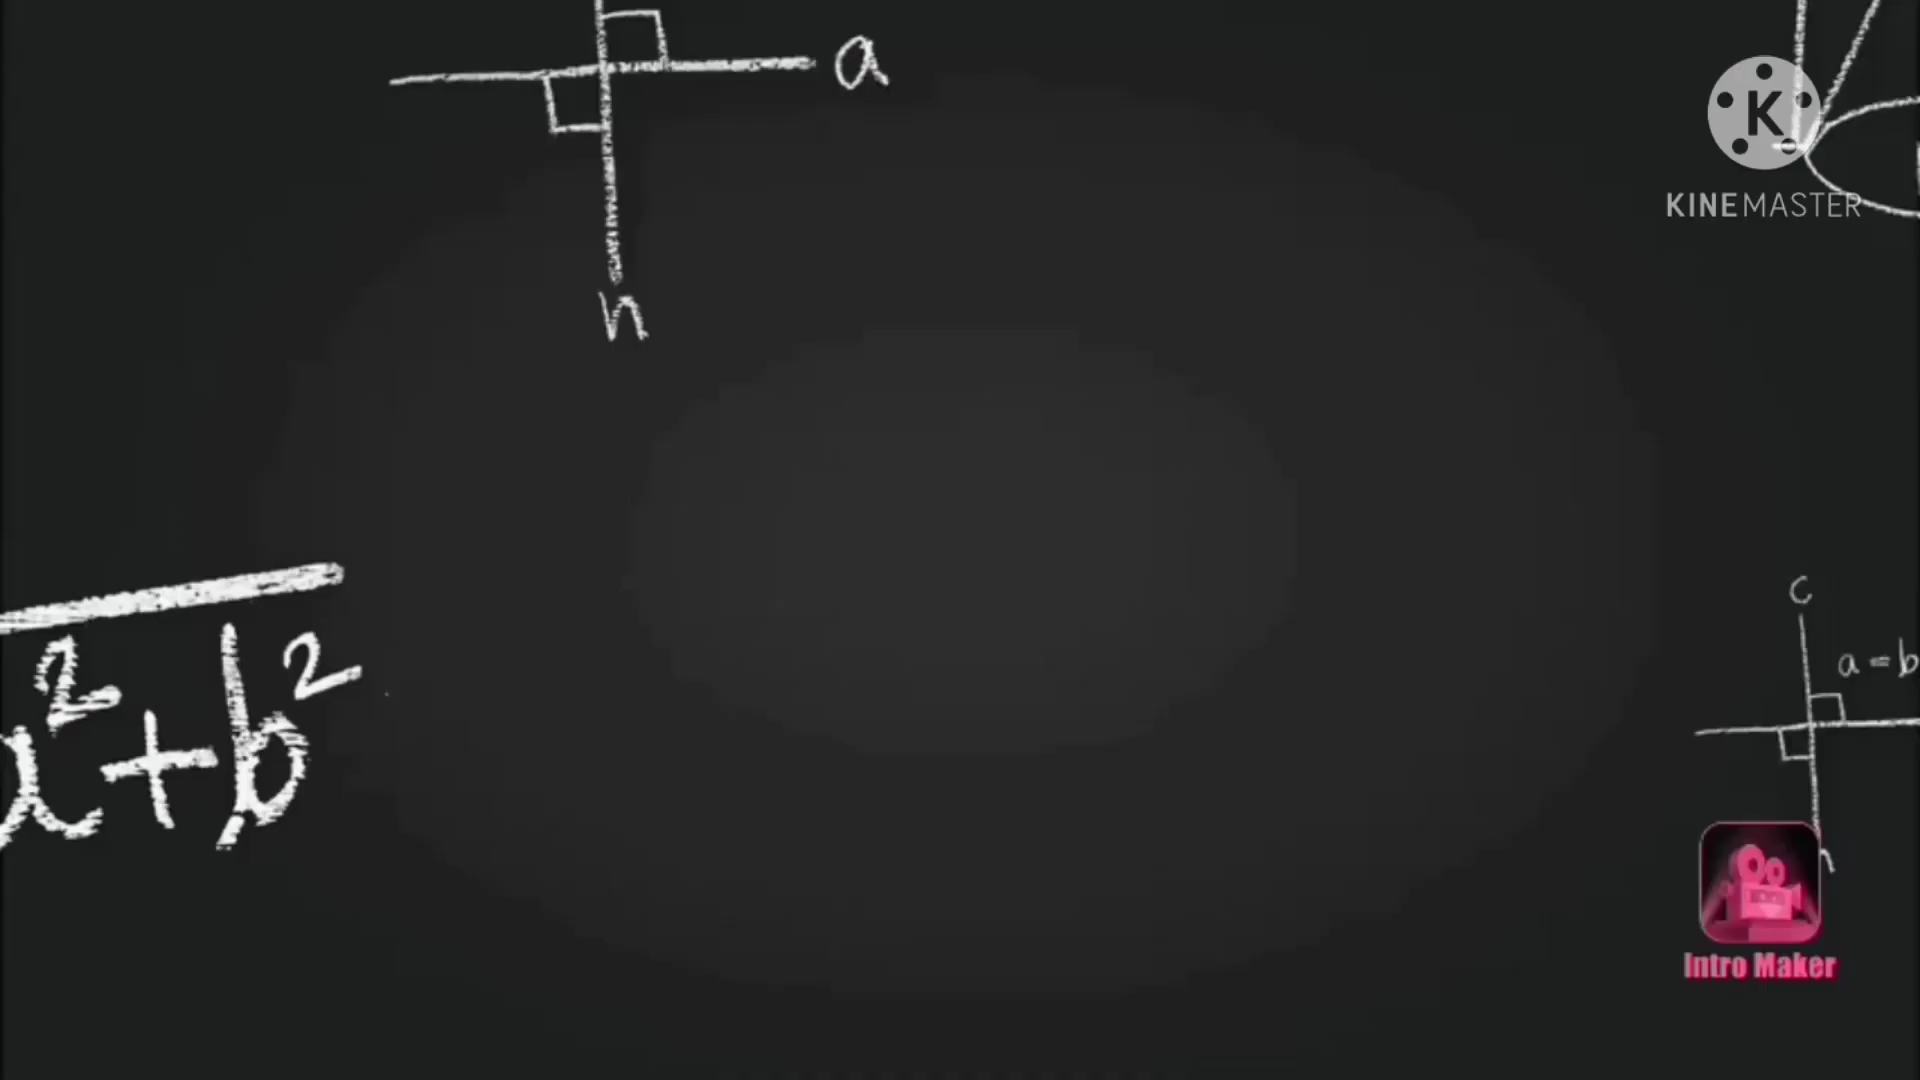 a
K
KINEMASTER
n
c
a = b
a² + b²
n
Intro Maker